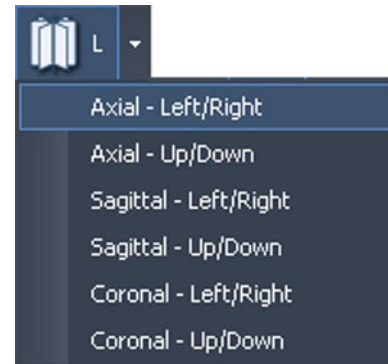 L
Axial - Left/Right
Axial - Up/Down
Sagittal - Left/Right
Sagittal - Up/Down
Coronal - Left/Right
Coronal - Up/Down